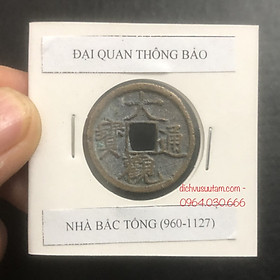 ĐẠI QUAN THÔNG BẢO
大
寶 通
觀
dichvusuutam.com -
0964.030.666
NHÀ BẮC TỐNG (960-1127)